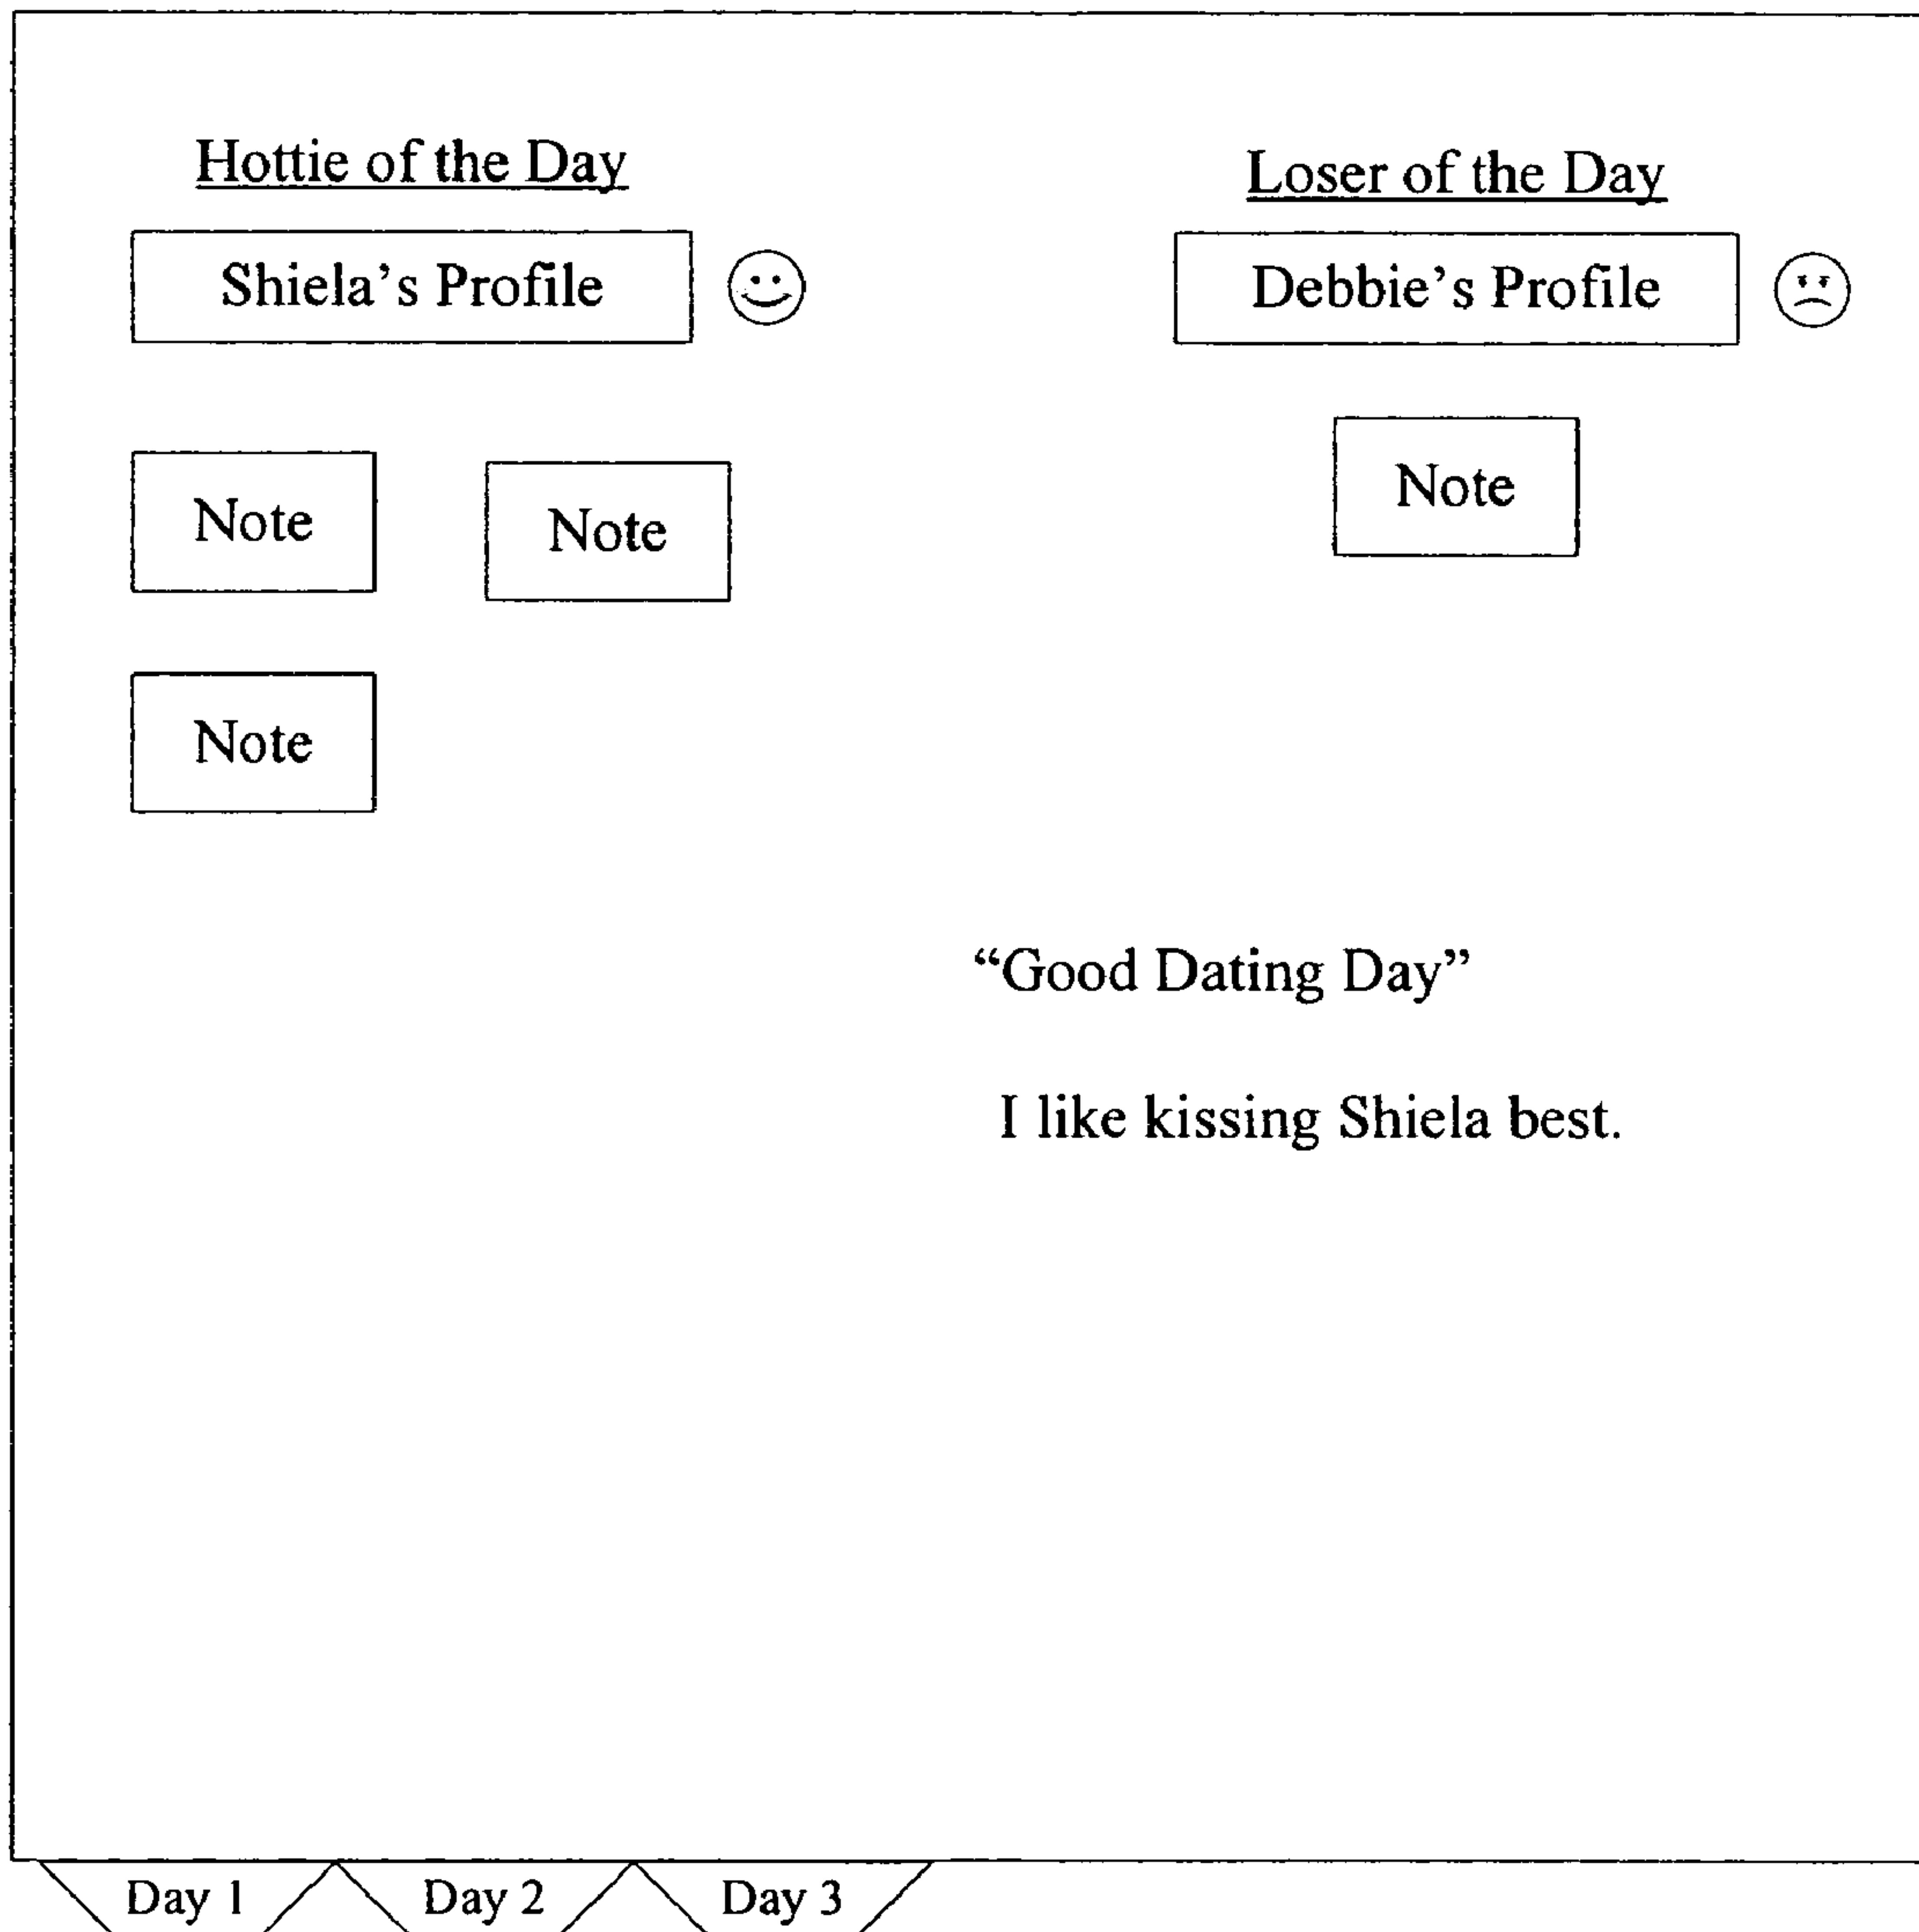 Hottie of the Day
Shiela's Profile
Note
Note
Note
Loser of the Day
Debbie's Profile
Note
“Good Dating Day”
I like kissing Shiela best.
Day 1
Day 2
Day 3